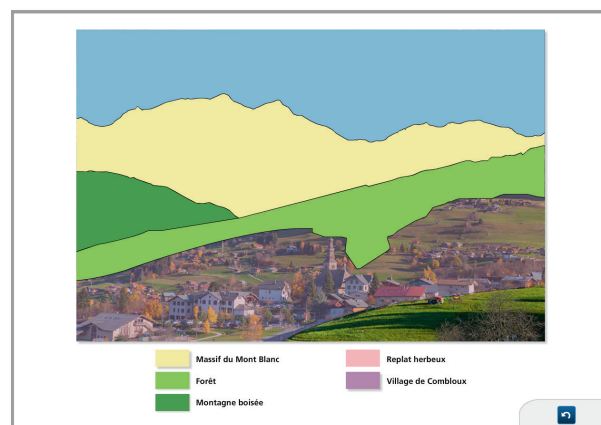 Massif du Mont Blanc
Forêt
Montagne boisée
Replat herbeux
Village de Combloux